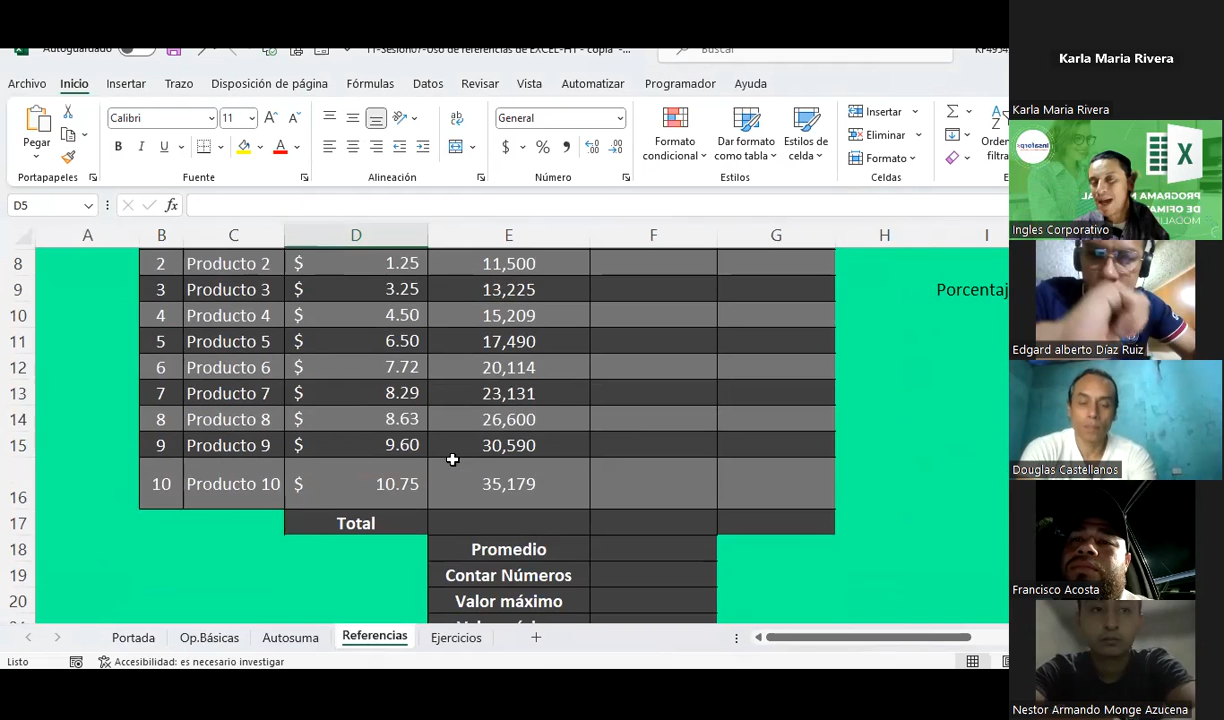 Autoguardado
11-Sesion07-Uso de referencias de EXCEL-H1 - copia -...
Buscar
Archivo Inicio Insertar Trazo Disposición de página Fórmulas Datos Revisar Vista Automatizar Programador Ayuda
Pegar
Calibri 11
General
Formato condicional
Dar formato como tabla
Estilos de celda
Insertar
Eliminar
Formato
Portapapeles Fuente Alineación Número Estilos Celdas
D5
A B C D E F G H I
8 2 Producto 2 $ 1.25 11,500
9 3 Producto 3 $ 3.25 13,225 Porcentaj
10 4 Producto 4 $ 4.50 15,209
11 5 Producto 5 $ 6.50 17,490
12 6 Producto 6 $ 7.72 20,114
13 7 Producto 7 $ 8.29 23,131
14 8 Producto 8 $ 8.63 26,600
15 9 Producto 9 $ 9.60 30,590
16 10 Producto 10 $ 10.75 35,179
17 Total
18 Promedio
19 Contar Números
20 Valor máximo
Portada Op.Básicas Autosuma Referencias Ejercicios
Listo Accesibilidad: es necesario investigar
Karla Maria Rivera
Karla Maria Rivera
Ingles Corporativo
Edgard alberto Díaz Ruiz
Douglas Castellanos
Francisco Acosta
Nestor Armando Monge Azucena